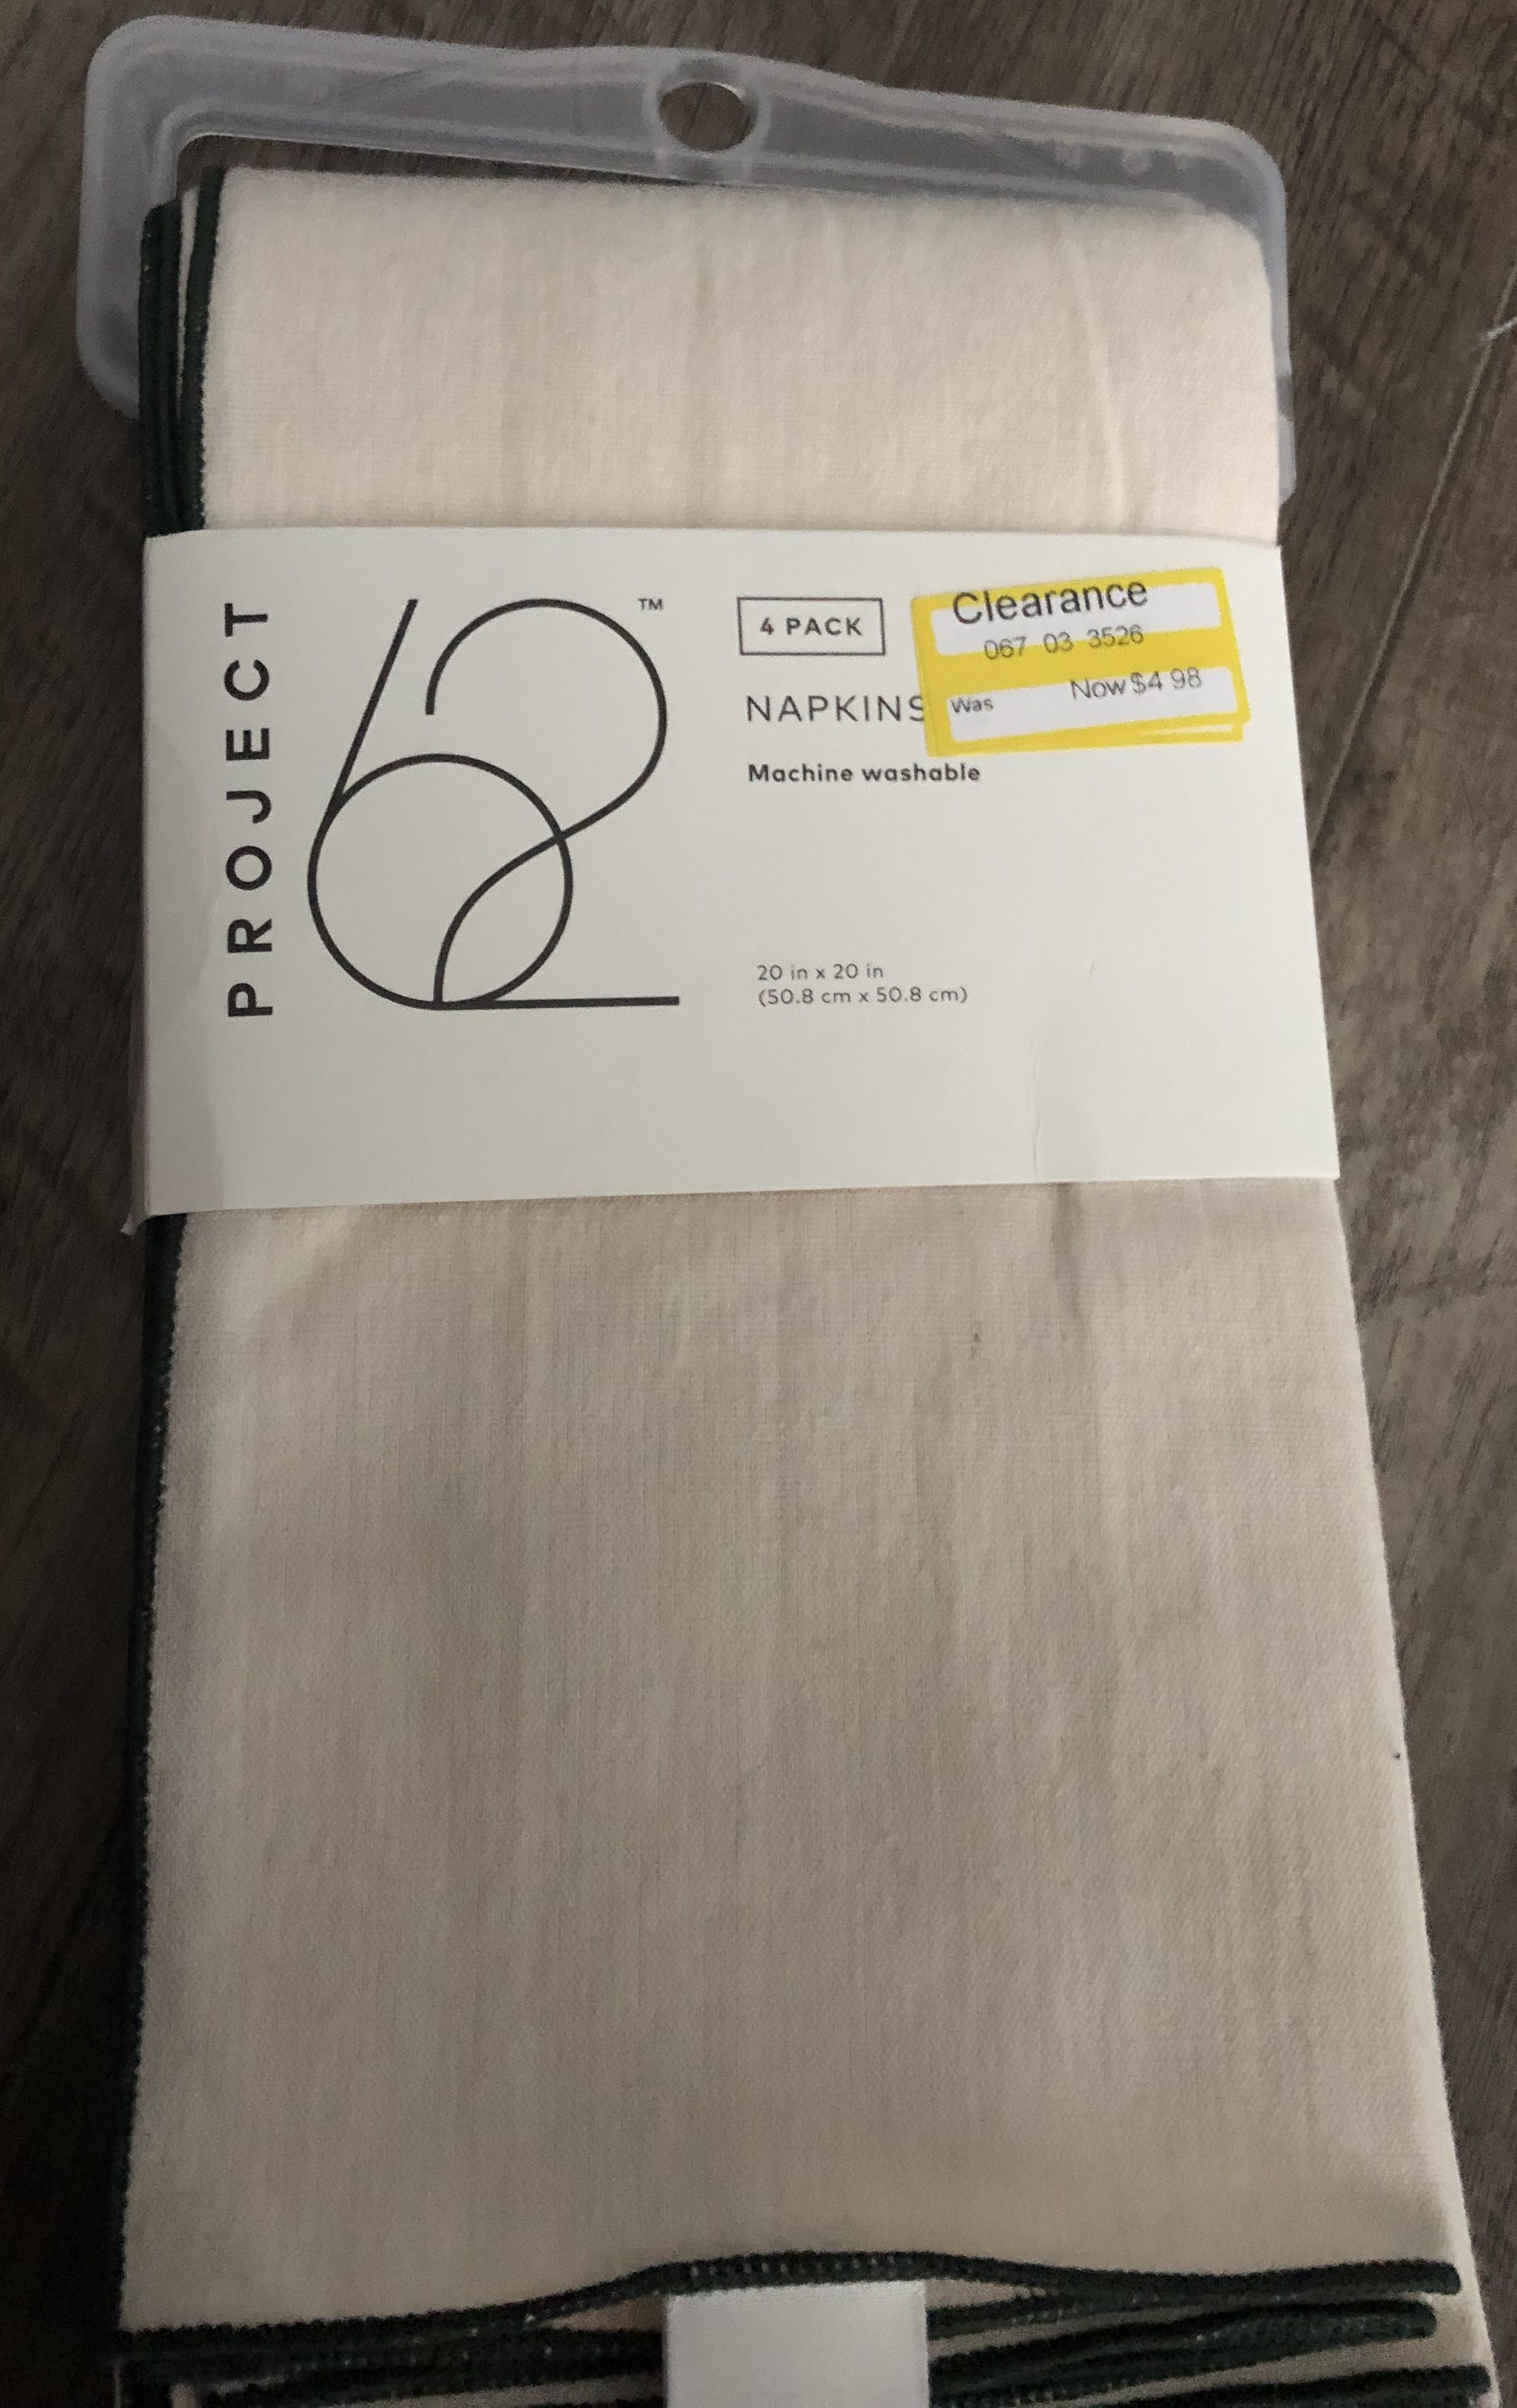 PROJECT
62
TM
4 PACK
NAPKINS
Machine washable
20 in x 20 in
(50.8 cm x 50.8 cm)
Clearance
067 03 3526
Was Now $4 98